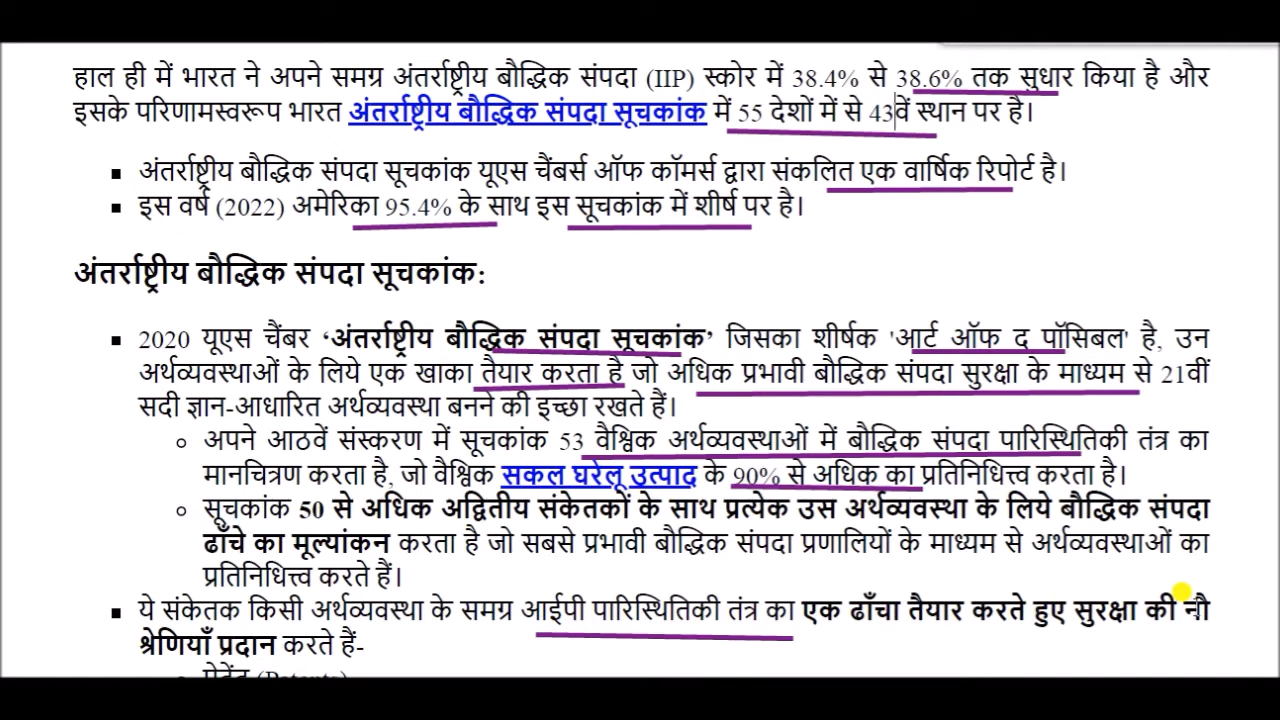 हाल ही में भारत ने अपने समग्र अंतर्राष्ट्रीय बौद्धिक संपदा (IIP) स्कोर में 38.4% से 38.6% तक सुधार किया है और
इसके परिणामस्वरूप भारत अंतर्राष्ट्रीय बौद्धिक संपदा सूचकांक में 55 देशों में से 43वें स्थान पर है।
▪ अंतर्राष्ट्रीय बौद्धिक संपदा सूचकांक यूएस चैंबर्स ऑफ कॉमर्स द्वारा संकलित एक वार्षिक रिपोर्ट है।
▪ इस वर्ष (2022) अमेरिका 95.4% के साथ इस सूचकांक में शीर्ष पर है।
अंतर्राष्ट्रीय बौद्धिक संपदा सूचकांक:
▪ 2020 यूएस चैंबर ‘अंतर्राष्ट्रीय बौद्धिक संपदा सूचकांक’ जिसका शीर्षक 'आर्ट ऑफ द पॉसिबल' है, उन
अर्थव्यवस्थाओं के लिये एक खाका तैयार करता है जो अधिक प्रभावी बौद्धिक संपदा सुरक्षा के माध्यम से 21वीं
सदी ज्ञान-आधारित अर्थव्यवस्था बनने की इच्छा रखते हैं।
○ अपने आठवें संस्करण में सूचकांक 53 वैश्विक अर्थव्यवस्थाओं में बौद्धिक संपदा पारिस्थितिकी तंत्र का
मानचित्रण करता है, जो वैश्विक सकल घरेलू उत्पाद के 90% से अधिक का प्रतिनिधित्त्व करता है।
○ सूचकांक 50 से अधिक अद्वितीय संकेतकों के साथ प्रत्येक उस अर्थव्यवस्था के लिये बौद्धिक संपदा
ढाँचे का मूल्यांकन करता है जो सबसे प्रभावी बौद्धिक संपदा प्रणालियों के माध्यम से अर्थव्यवस्थाओं का
प्रतिनिधित्त्व करते हैं।
▪ ये संकेतक किसी अर्थव्यवस्था के समग्र आईपी पारिस्थितिकी तंत्र का एक ढाँचा तैयार करते हुए सुरक्षा की नौ
श्रेणियाँ प्रदान करते हैं-
○ पेटेंट (Patents)